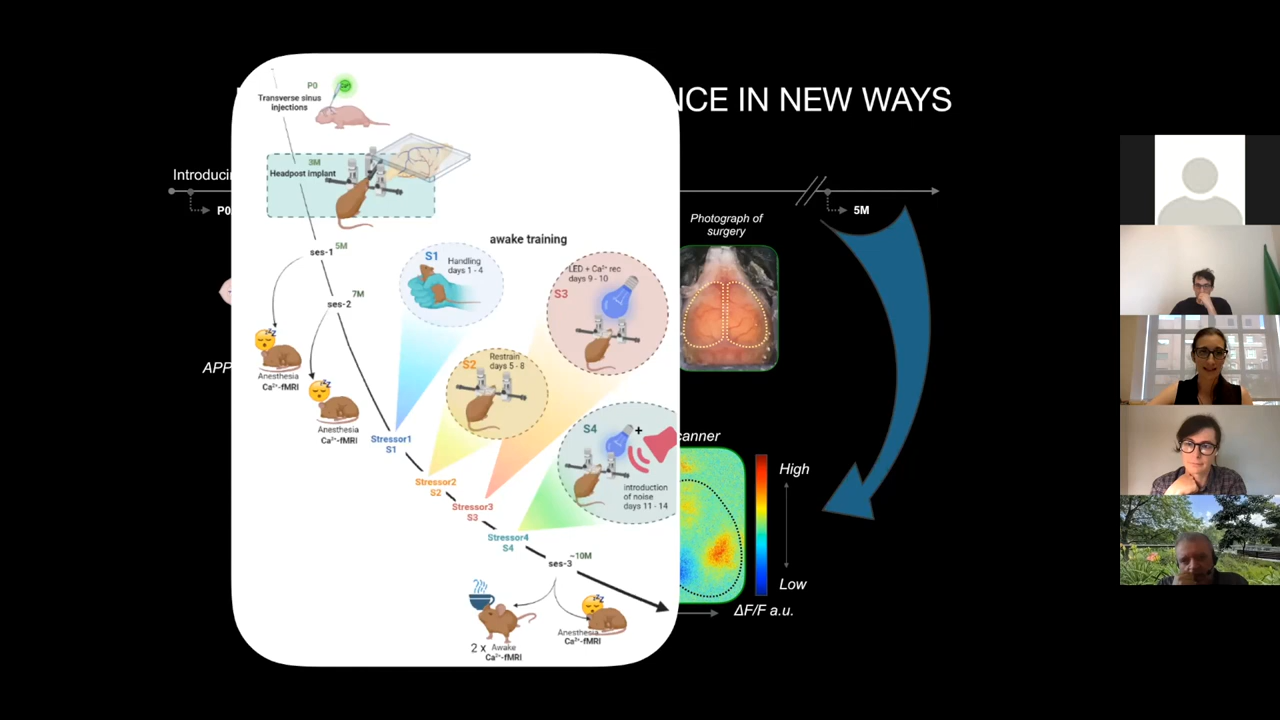 NCE IN NEW WAYS
Introducin
P0
APP
P0
Transverse sinus
injections
3M
Headpost implant
ses-1 5M
ses-2 7M
Anesthesia
Ca²⁺-fMRI
Anesthesia
Ca²⁺-fMRI
awake training
S1
Handling
days 1 - 4
S2
Restrain
days 5 - 8
LED + Ca²⁺ rec
days 9 - 10
S3
S4
+
introduction
of noise
days 11 - 14
Stressor1
S1
Stressor2
S2
Stressor3
S3
Stressor4
S4
ses-3 ~10M
2 x Awake
Ca²⁺-fMRI
Anesthesia
Ca²⁺-fMRI
5M
Photograph of
surgery
canner
High
Low
ΔF/F a.u.